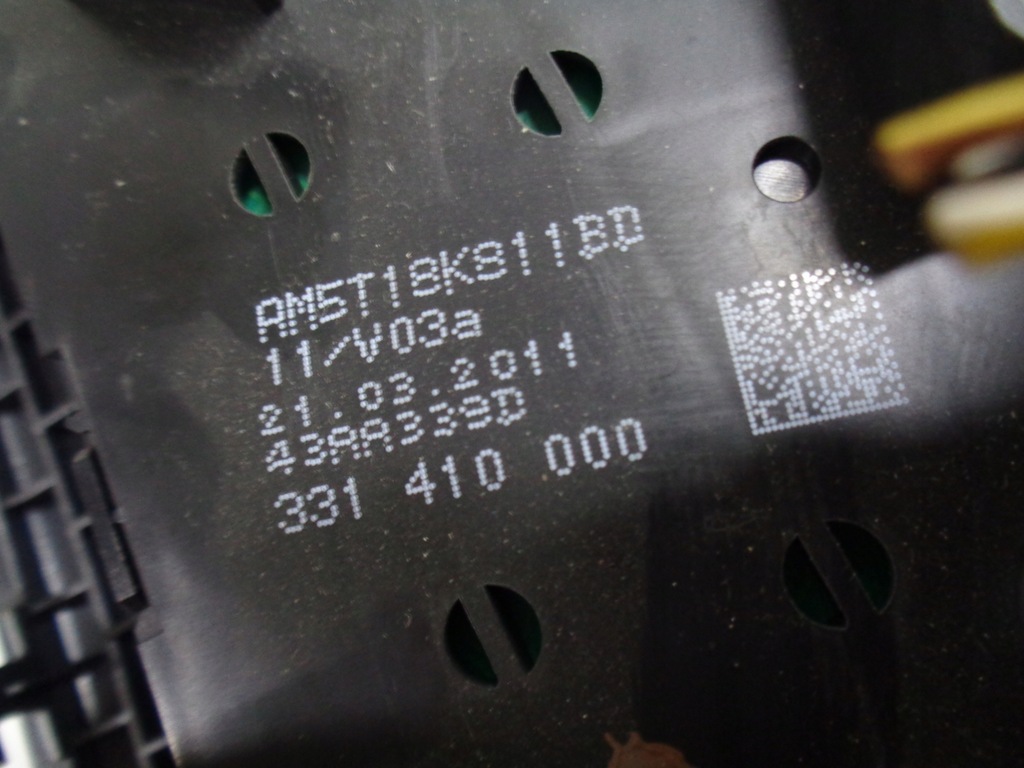 AM5T18K811BD
11/V03a
21.03.2011
43AA339D
331 410 000